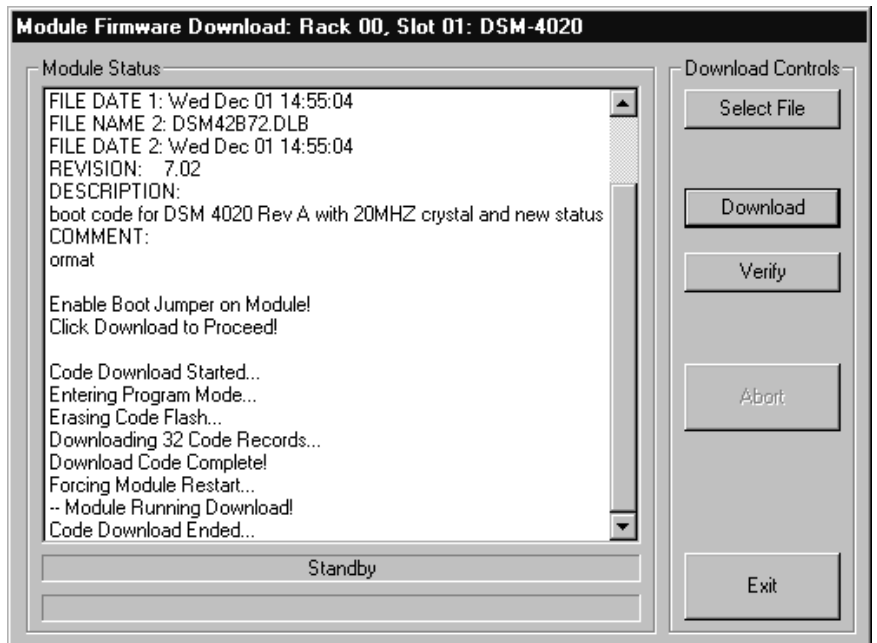 Module Firmware Download: Rack 00, Slot 01: DSM-4020
Module Status
FILE DATE 1: Wed Dec 01 14:55:04
FILE NAME 2: DSM42B72.DLB
FILE DATE 2: Wed Dec 01 14:55:04
REVISION: 7.02
DESCRIPTION:
boot code for DSM 4020 Rev A with 20MHZ crystal and new status
COMMENT:
ormat
Enable Boot Jumper on Module!
Click Download to Proceed!
Code Download Started...
Entering Program Mode...
Erasing Code Flash...
Downloading 32 Code Records...
Download Code Complete!
Forcing Module Restart...
-- Module Running Download!
Code Download Ended...
Standby
Download Controls
Select File
Download
Verify
Abort
Exit